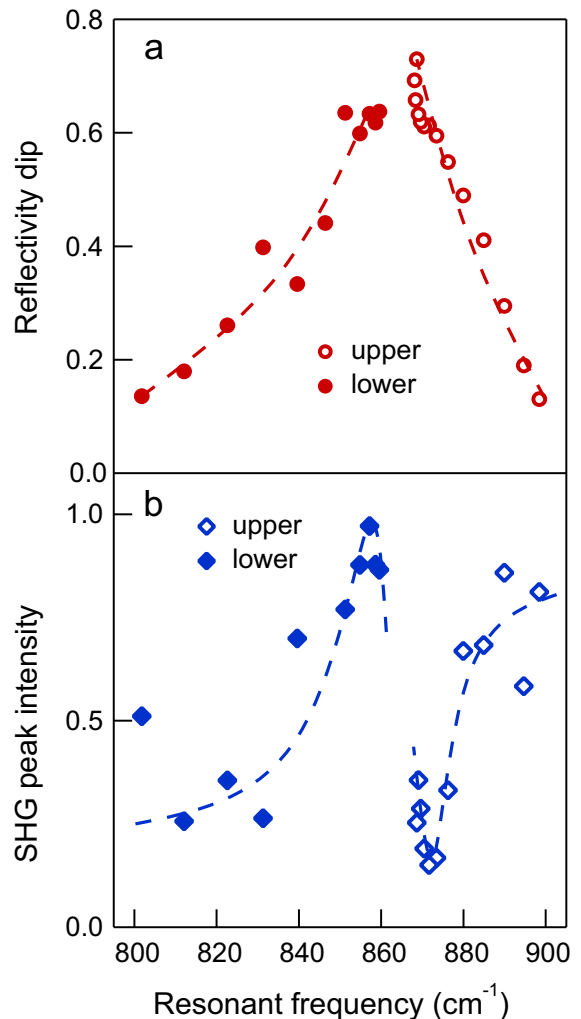 0.8
a
0.6
0.4
0.2
0.0
Reflectivity dip
upper
lower
b
1.0
0.5
0.0
SHG peak intensity
upper
lower
800 820 840 860 880 900
Resonant frequency (cm⁻¹)